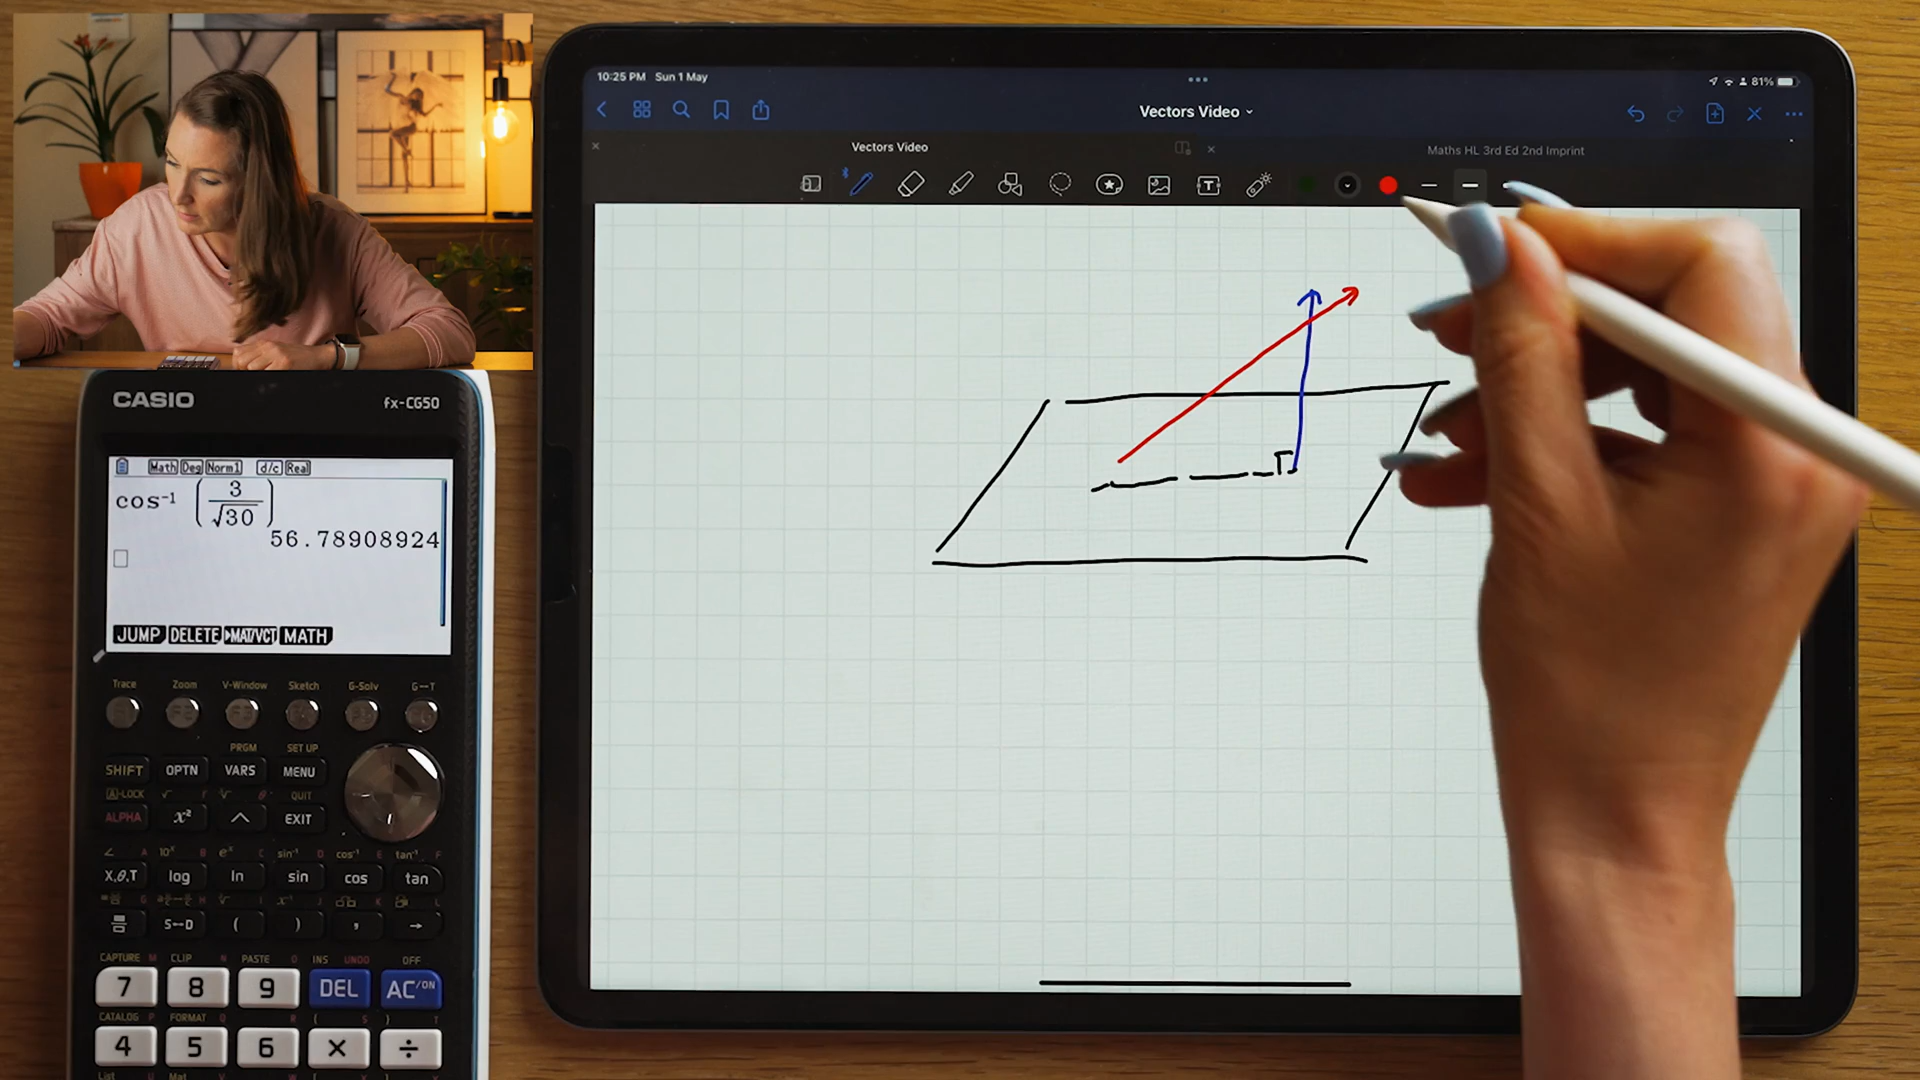 10:25 PM Sun 1 May
81%
Vectors Video
Vectors Video
Maths HL 3rd Ed 2nd Imprint
T
CASIO
fx-CG50
Math Deg Norm1 d/c Real
cos⁻¹ (3/√30)
56.78908924
JUMP DELETE ▶MAT/VCT MATH
Trace Zoom V-Window Sketch G-Solv G↔T
PRGM SET UP
SHIFT OPTN VARS MENU
A-LOCK √ r θ QUIT
ALPHA x² ^ EXIT
∠ A 10ˣ B eˣ C sin⁻¹ D cos⁻¹ E tan⁻¹ F
X,θ,T log ln sin cos tan
S↔D ( ) , →
CAPTURE M CLIP N PASTE O INS UNDO OFF
7 8 9 DEL AC/ON
CATALOG P FORMAT Q R S T
4 5 6 × ÷
List U Mat V